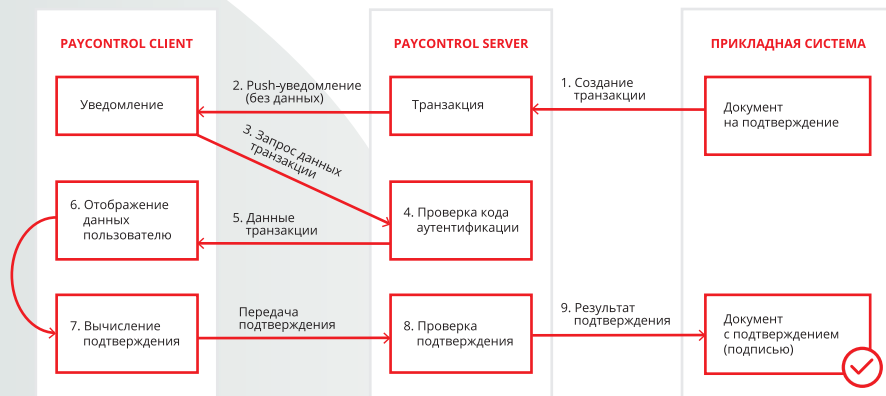 PAYCONTROL CLIENT
PAYCONTROL SERVER
ПРИКЛАДНАЯ СИСТЕМА
Уведомление
2. Push-уведомление
(без данных)
Транзакция
1. Создание
транзакции
Документ
на подтверждение
3. Запрос данных
транзакции
6. Отображение
данных
пользователю
5. Данные
транзакции
4. Проверка кода
аутентификации
7. Вычисление
подтверждения
Передача
подтверждения
8. Проверка
подтверждения
9. Результат
подтверждения
Документ
с подтверждением
(подписью)